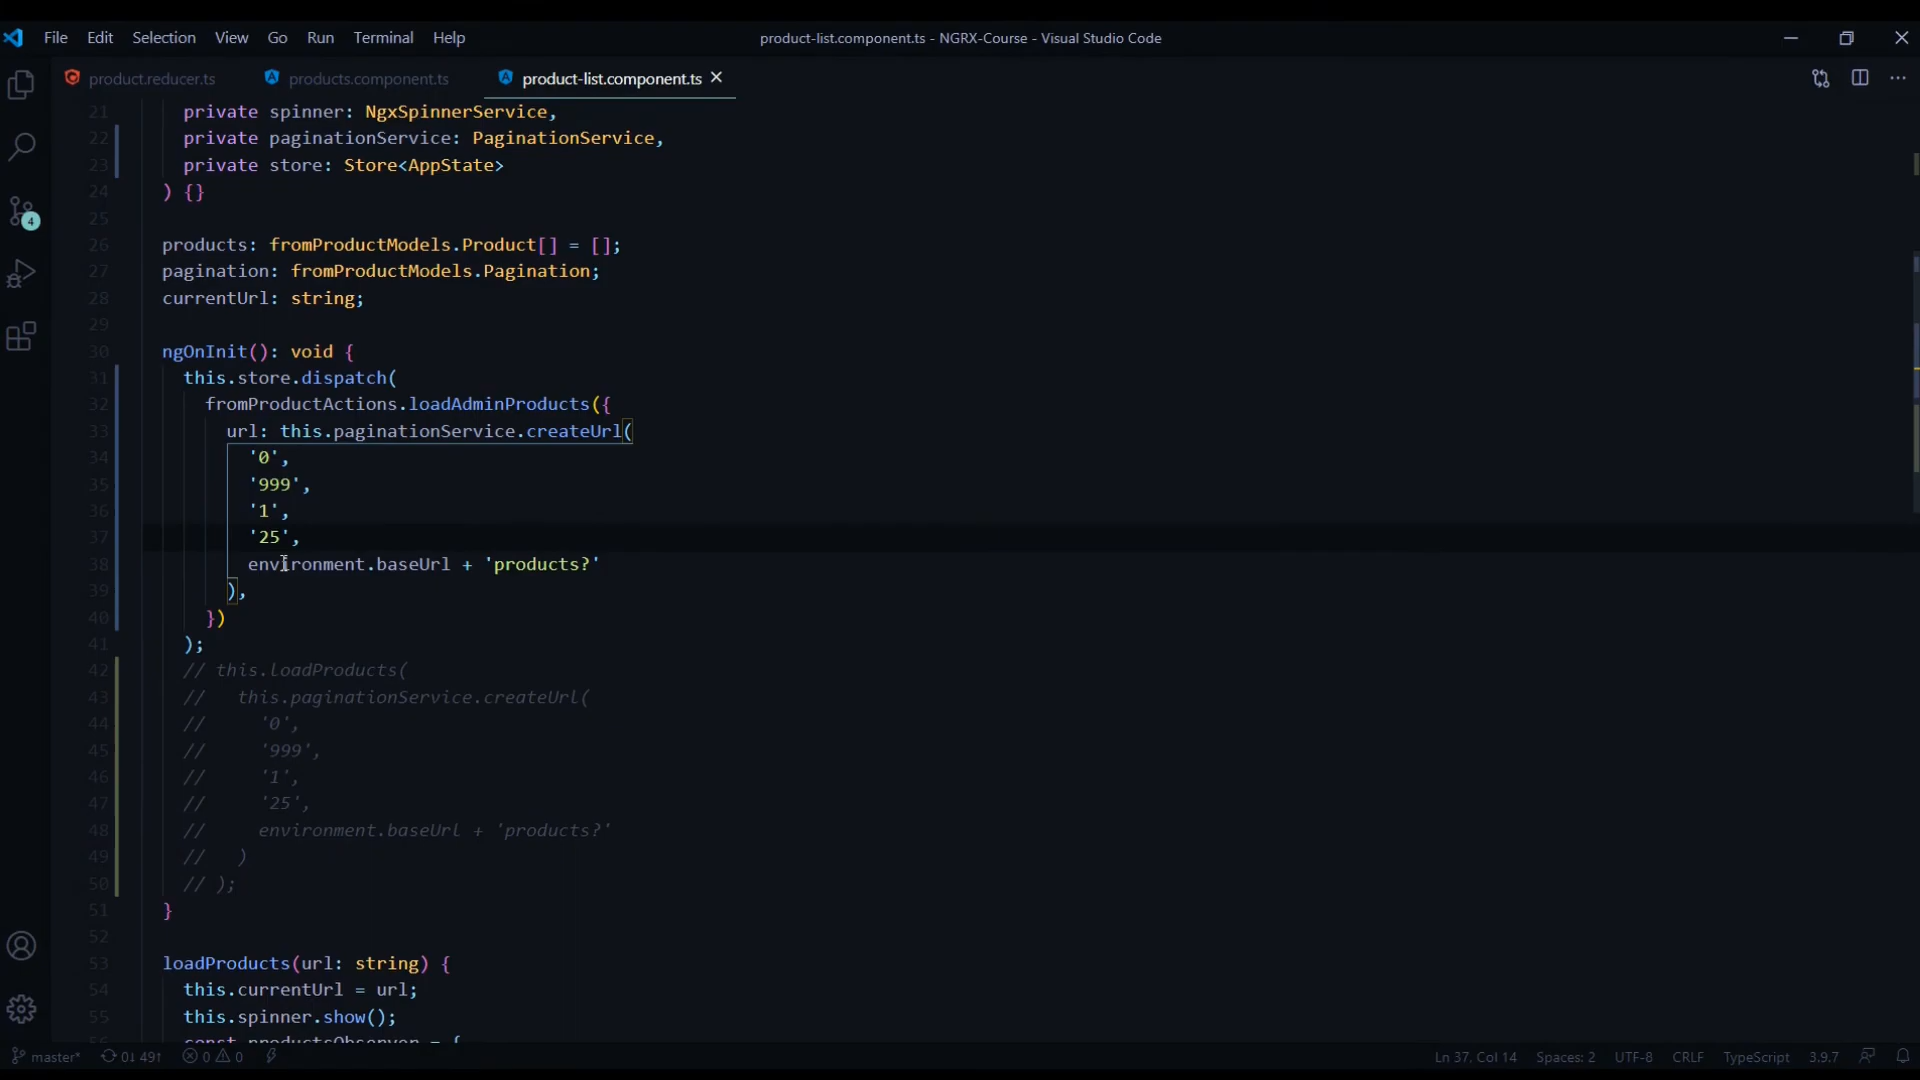 File Edit Selection View Go Run Terminal Help product-list.component.ts - NGRX-Course - Visual Studio Code
product.reducer.ts products.component.ts product-list.component.ts
21 private spinner: NgxSpinnerService,
22 private paginationService: PaginationService,
23 private store: Store<AppState>
24 ) {}
25
26 products: fromProductModels.Product[] = [];
27 pagination: fromProductModels.Pagination;
28 currentUrl: string;
29
30 ngOnInit(): void {
31 this.store.dispatch(
32 fromProductActions.loadAdminProducts({
33 url: this.paginationService.createUrl(
34 '0',
35 '999',
36 '1',
37 '25',
38 environment.baseUrl + 'products?'
39 ),
40 })
41 );
42 // this.loadProducts(
43 //   this.paginationService.createUrl(
44 //     '0',
45 //     '999',
46 //     '1',
47 //     '25',
48 //     environment.baseUrl + 'products?'
49 //   )
50 // );
51 }
52
53 loadProducts(url: string) {
54 this.currentUrl = url;
55 this.spinner.show();
56 const productsObserver = {
4
master* 0↓ 49↑ 0 0 Ln 37, Col 14 Spaces: 2 UTF-8 CRLF TypeScript 3.9.7